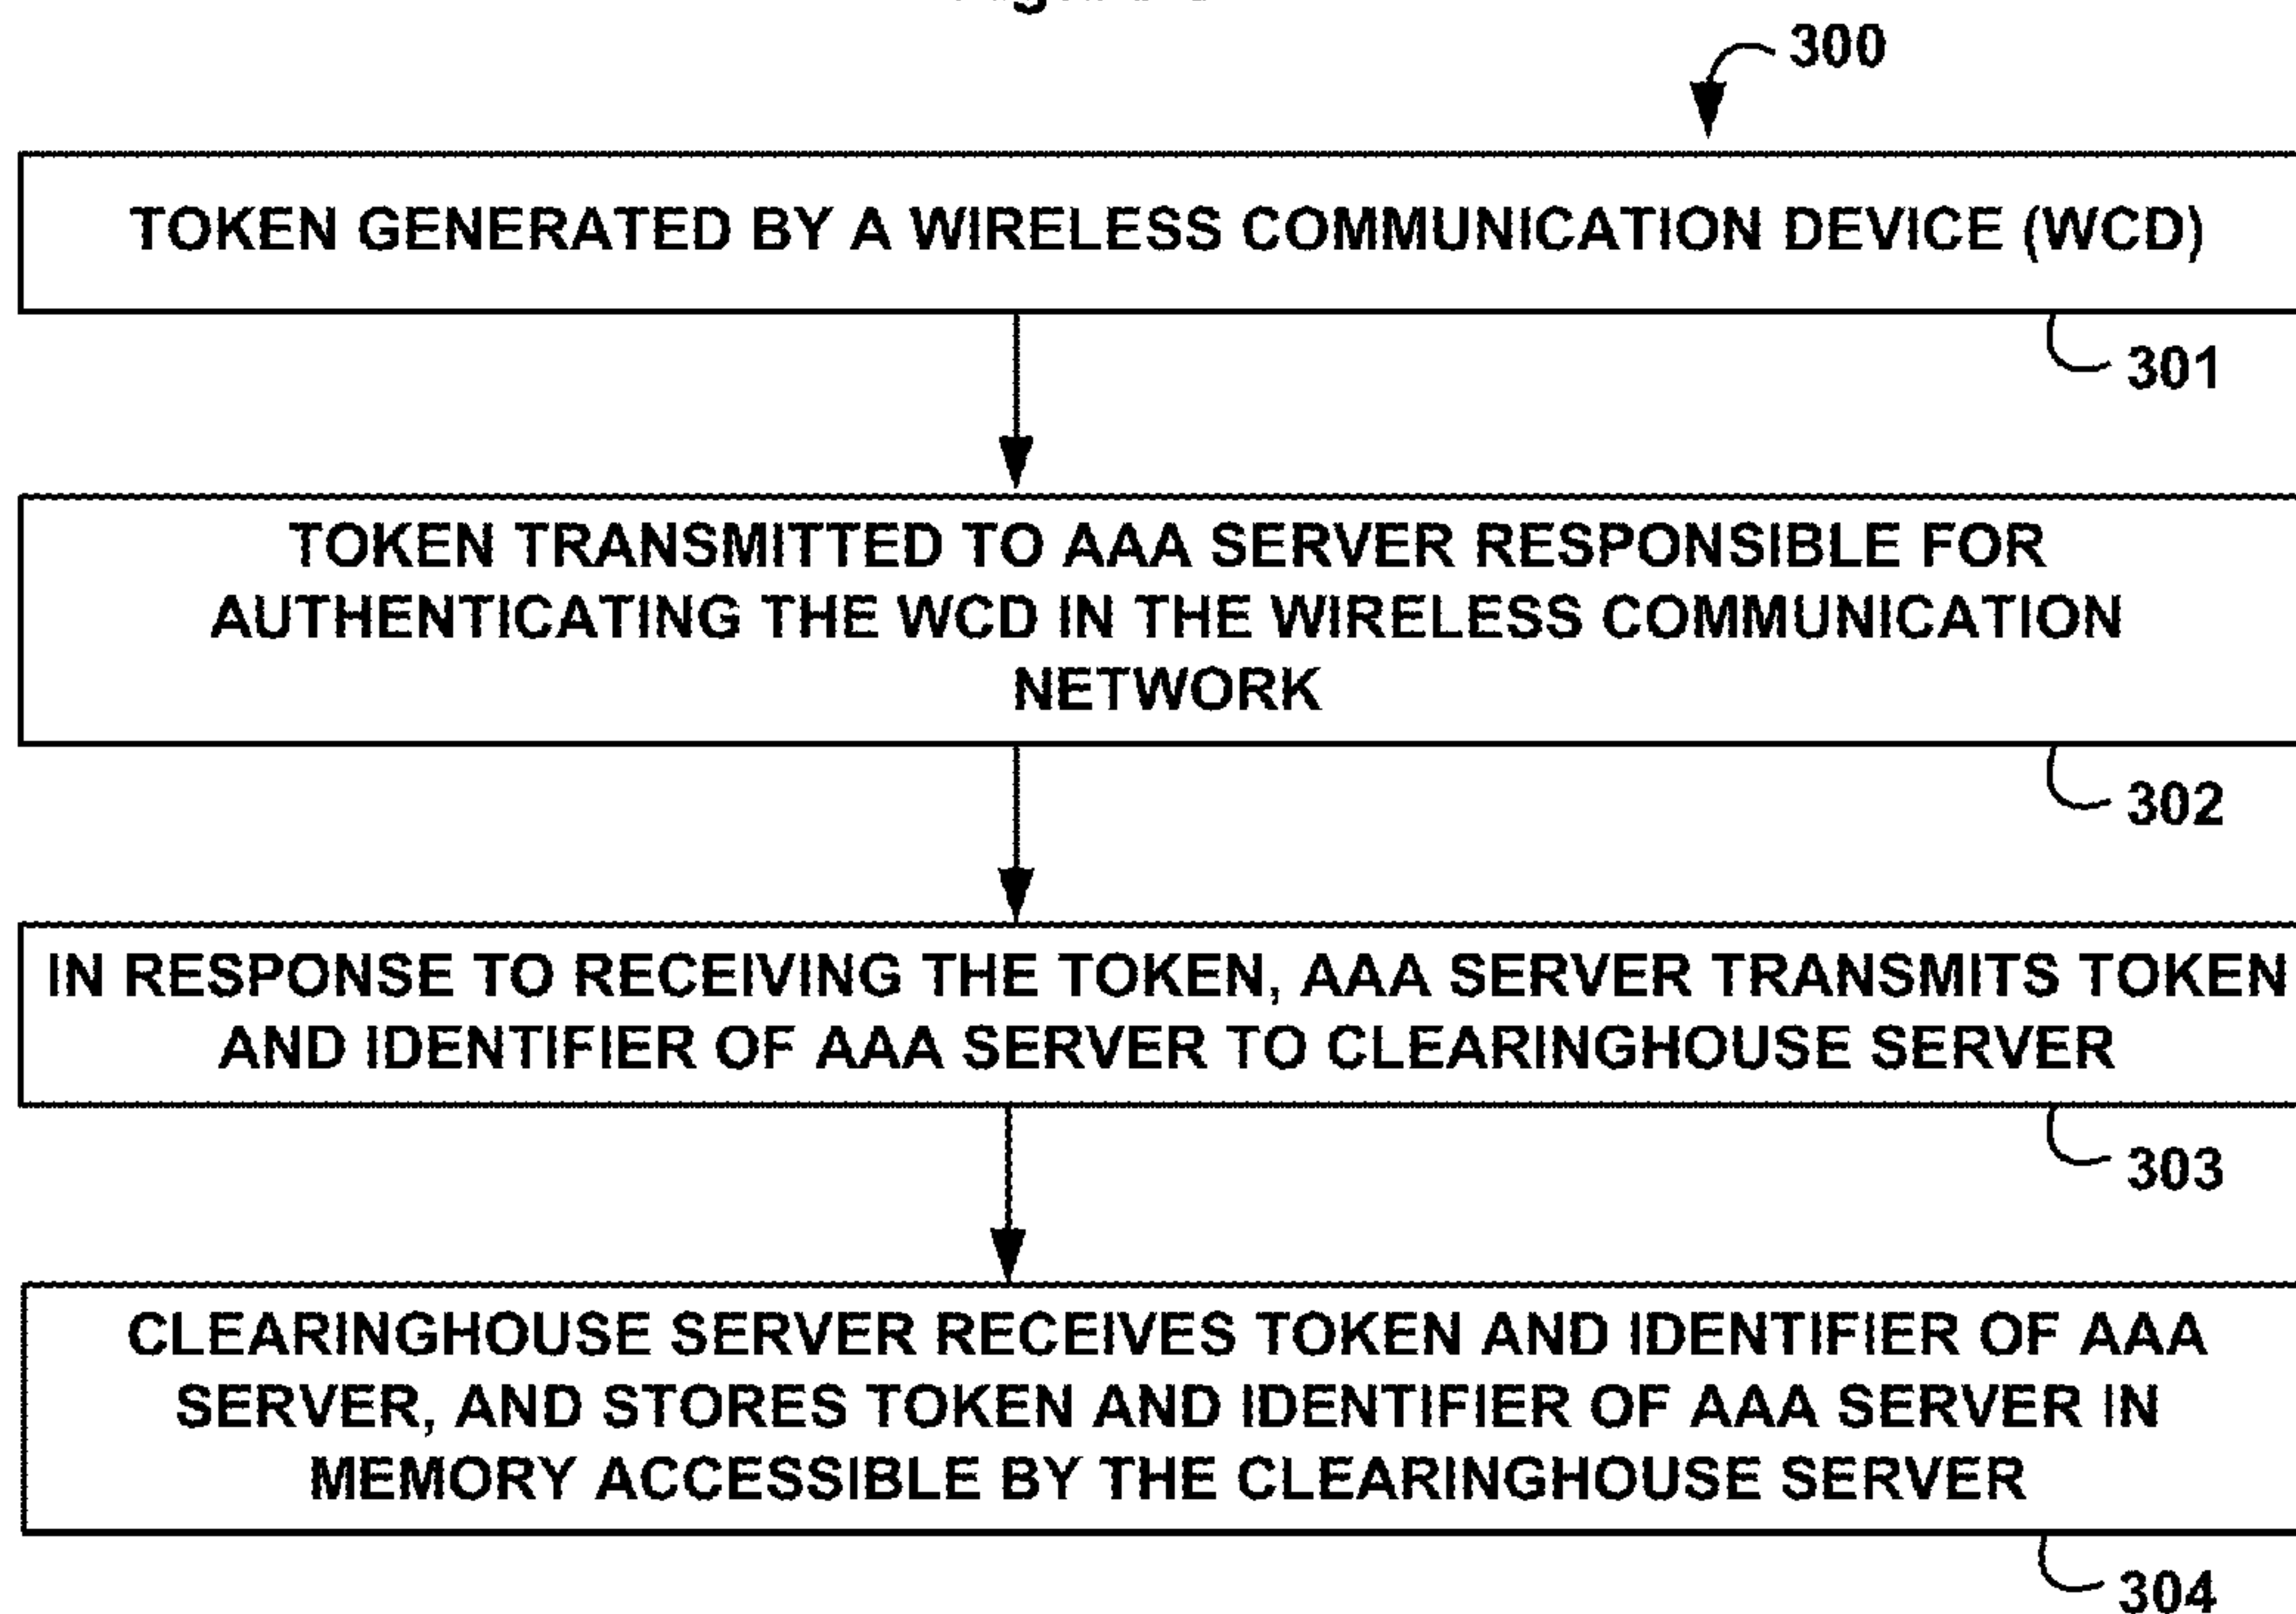 300
TOKEN GENERATED BY A WIRELESS COMMUNICATION DEVICE (WCD)
301
TOKEN TRANSMITTED TO AAA SERVER RESPONSIBLE FOR
AUTHENTICATING THE WCD IN THE WIRELESS COMMUNICATION
NETWORK
302
IN RESPONSE TO RECEIVING THE TOKEN, AAA SERVER TRANSMITS TOKEN
AND IDENTIFIER OF AAA SERVER TO CLEARINGHOUSE SERVER
303
CLEARINGHOUSE SERVER RECEIVES TOKEN AND IDENTIFIER OF AAA
SERVER, AND STORES TOKEN AND IDENTIFIER OF AAA SERVER IN
MEMORY ACCESSIBLE BY THE CLEARINGHOUSE SERVER
304